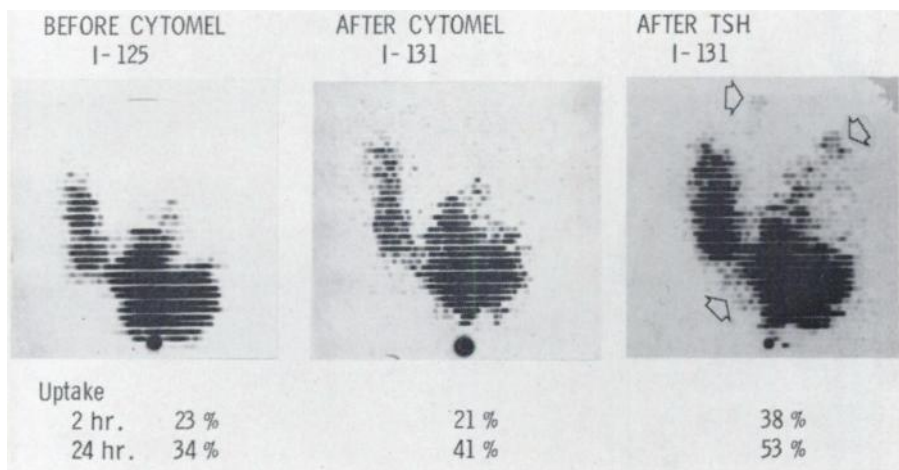 BEFORE CYTOMEL AFTER CYTOMEL AFTER TSH
I-125 I-131 I-131
Uptake
2 hr. 23 % 21 % 38 %
24 hr. 34 % 41 % 53 %